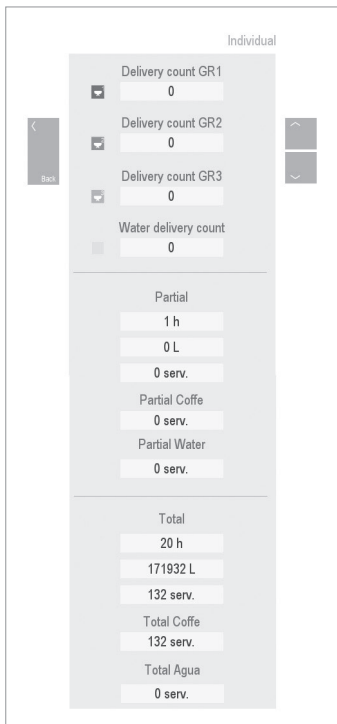 Individual
Delivery count GR1
0
Delivery count GR2
0
Back
Delivery count GR3
0
Water delivery count
0
Partial
1 h
0 L
0 serv.
Partial Coffe
0 serv.
Partial Water
0 serv.
Total
20 h
171932 L
132 serv.
Total Coffe
132 serv.
Total Agua
0 serv.